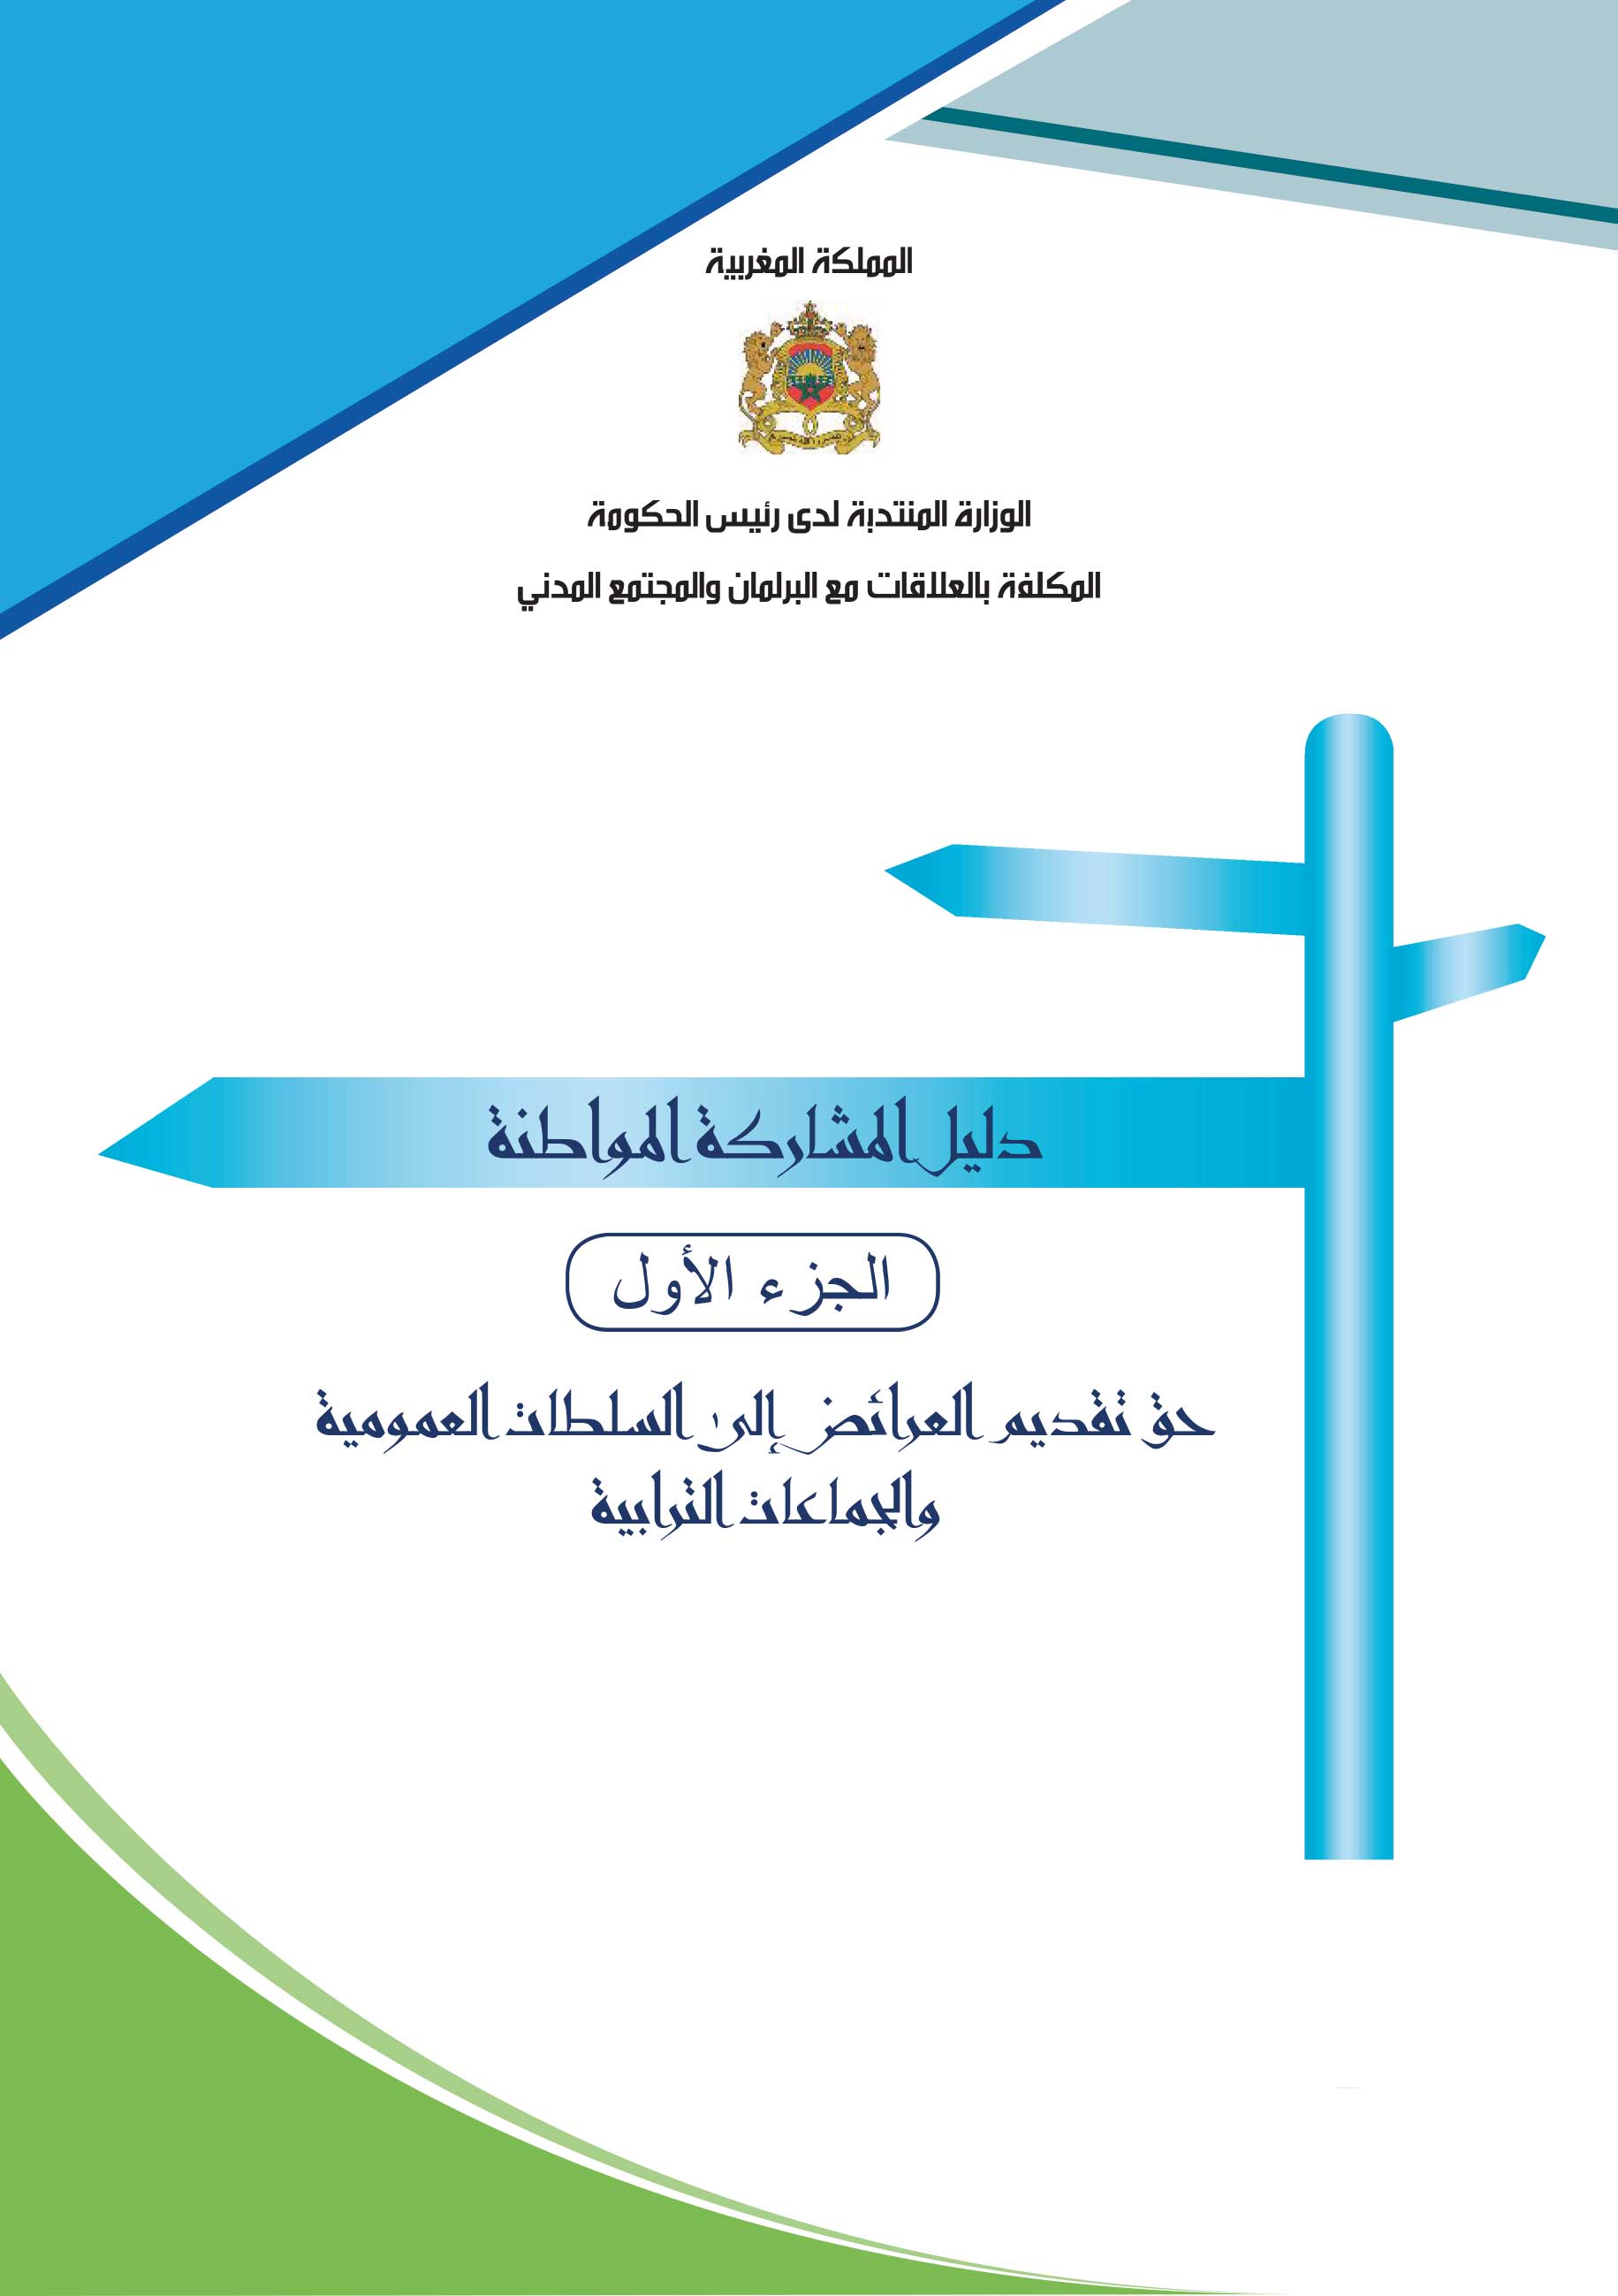 المملكة المغربية
الوزارة المنتدبة لدى رئيس الحكومة
المكلفة بالعلاقات مع البرلمان والمجتمع المدني
دليل المشاركة المواطنة
الجزء الأول
حق تقديم العرائض إلى السلطات العمومية
والجماعات الترابية